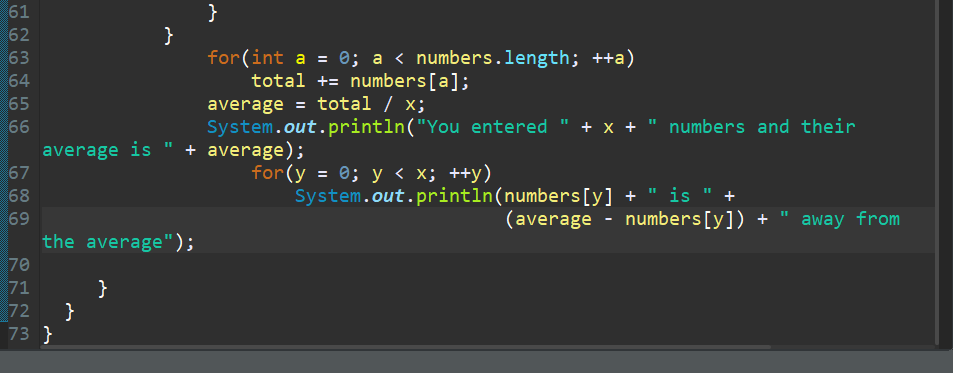 61 }
62 }
63 for(int a = 0; a < numbers.length; ++a)
64 total += numbers[a];
65 average = total / x;
66 System.out.println("You entered " + x + " numbers and their
average is " + average);
67 for(y = 0; y < x; ++y)
68 System.out.println(numbers[y] + " is " +
69 (average - numbers[y]) + " away from
the average");
70
71 }
72 }
73 }